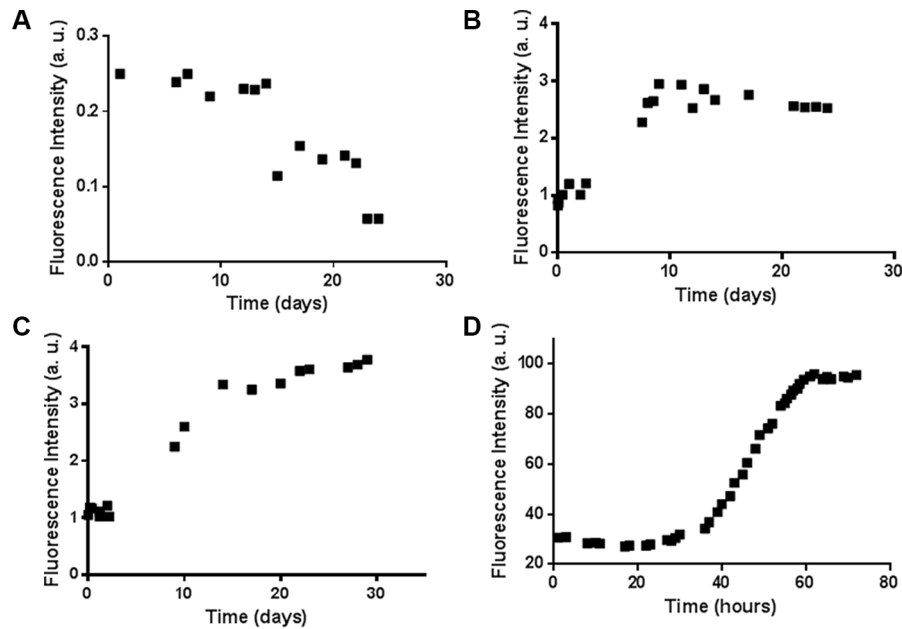 A
Fluorescence Intensity (a. u.)
0.3
0.2
0.1
0.0
0 10 20 30
Time (days)
B
Fluorescence Intensity (a. u.)
4
3
2
1
0
0 10 20 30
Time (days)
C
Fluorescence Intensity (a. u.)
4
3
2
1
0
0 10 20 30
Time (days)
D
Fluorescence Intensity (a. u.)
100
80
60
40
20
0 20 40 60 80
Time (hours)